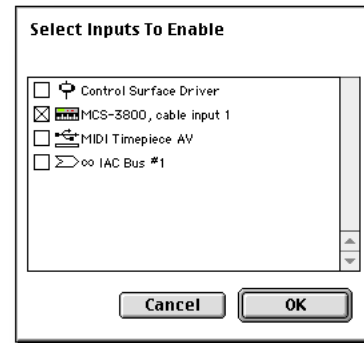 Select Inputs To Enable
Control Surface Driver
MCS-3800, cable input 1
MIDI Timepiece AV
∞ IAC Bus #1
Cancel
OK